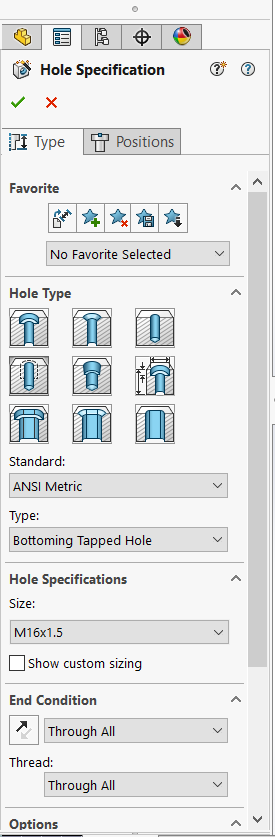 Hole Specification
Type
Positions
Favorite
No Favorite Selected
Hole Type
Standard:
ANSI Metric
Type:
Bottoming Tapped Hole
Hole Specifications
Size:
M16x1.5
Show custom sizing
End Condition
Through All
Thread:
Through All
Options